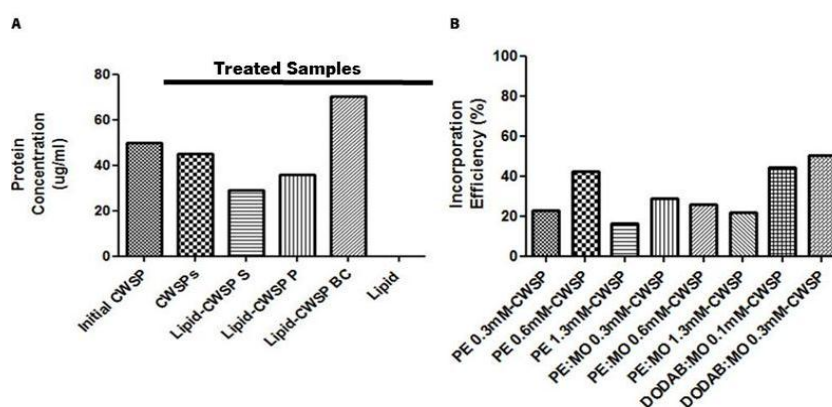 A
Treated Samples
Protein
Concentration
(ug/ml)
80
60
40
20
0
Initial CWSP
CWSPs
Lipid-CWSP S
Lipid-CWSP P
Lipid-CWSP BC
Lipid
B
Incorporation
Efficiency (%)
100
80
60
40
20
0
PE 0.3mM-CWSP
PE 0.6mM-CWSP
PE 1.3mM-CWSP
PE:MO 0.3mM-CWSP
PE:MO 0.6mM-CWSP
PE:MO 1.3mM-CWSP
DODAB:MO 0.1mM-CWSP
DODAB:MO 0.3mM-CWSP